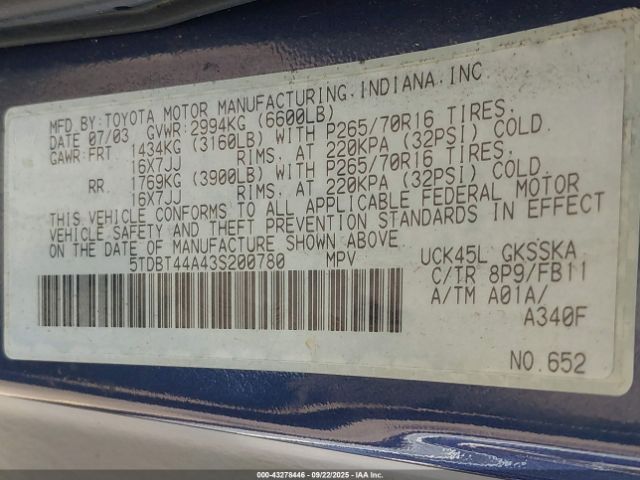 MFD.BY:TOYOTA MOTOR MANUFACTURING,INDIANA,INC
DATE 07/03 GVWR:2994KG (6600LB)
GAWR:FRT 1434KG (3160LB) WITH P265/70R16 TIRES,
16X7JJ RIMS, AT 220KPA (32PSI) COLD.
RR. 1769KG (3900LB) WITH P265/70R16 TIRES,
16X7JJ RIMS, AT 220KPA (32PSI) COLD.
THIS VEHICLE CONFORMS TO ALL APPLICABLE FEDERAL MOTOR
VEHICLE SAFETY AND THEFT PREVENTION STANDARDS IN EFFECT
ON THE DATE OF MANUFACTURE SHOWN ABOVE.
5TDBT44A43S200780 MPV UCK45L GKSSKA
C/TR 8P9/FB11
A/TM A01A/
A340F
NO.652
000-43278446 - 09/22/2025 - IAAI.COM